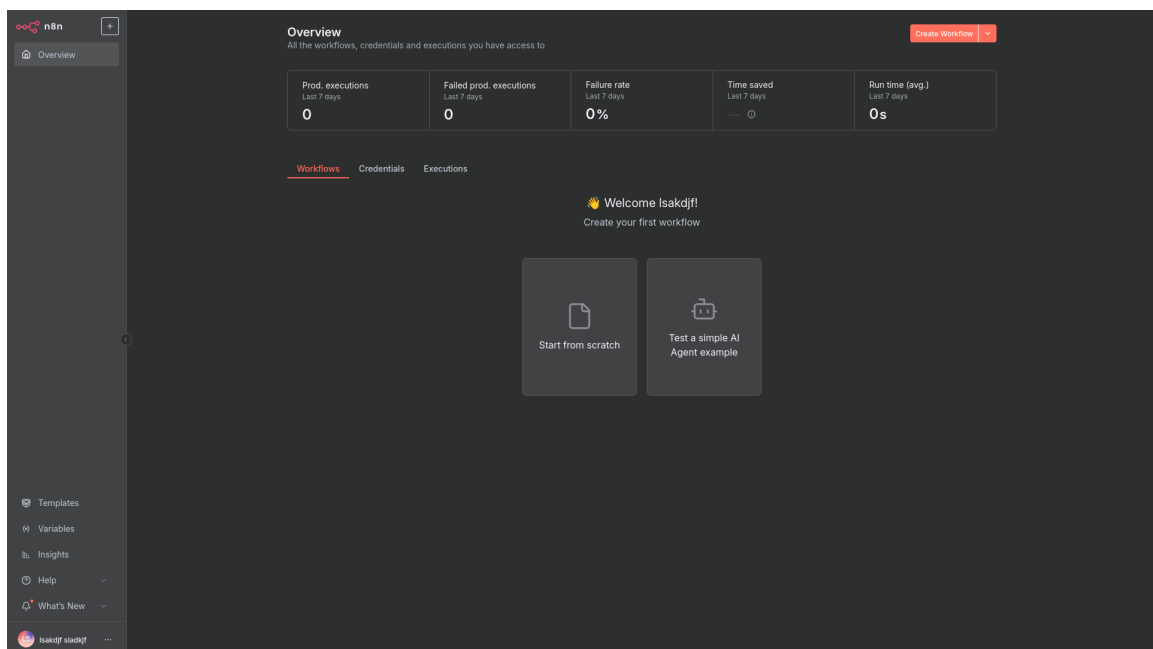 n8n
Overview
Overview
All the workflows, credentials and executions you have access to
Create Workflow
Prod. executions
Last 7 days
0
Failed prod. executions
Last 7 days
0
Failure rate
Last 7 days
0%
Time saved
Last 7 days
--
Run time (avg.)
Last 7 days
0s
Workflows
Credentials
Executions
👋 Welcome lsakdjf!
Create your first workflow
Start from scratch
Test a simple AI
Agent example
Templates
Variables
Insights
Help
What's New
LS
lsakdjf sladkjf